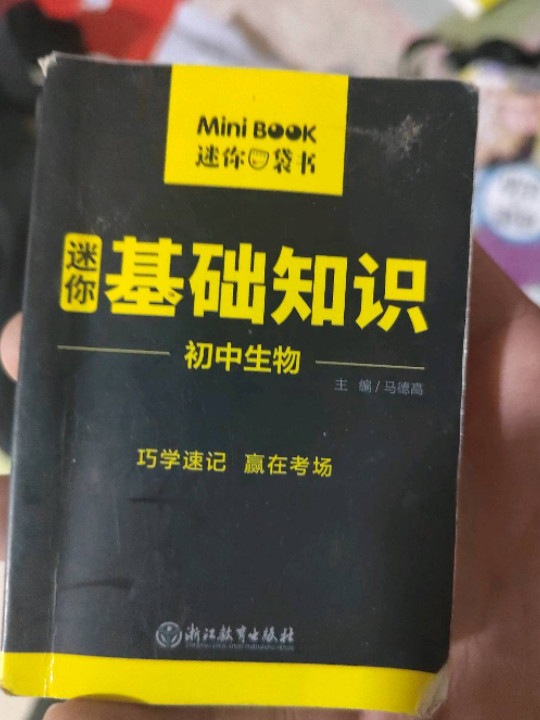 Mini BOOK
迷你口袋书
迷你
基础知识
初中生物
主 编/马德高
巧学速记 赢在考场
浙江教育出版社